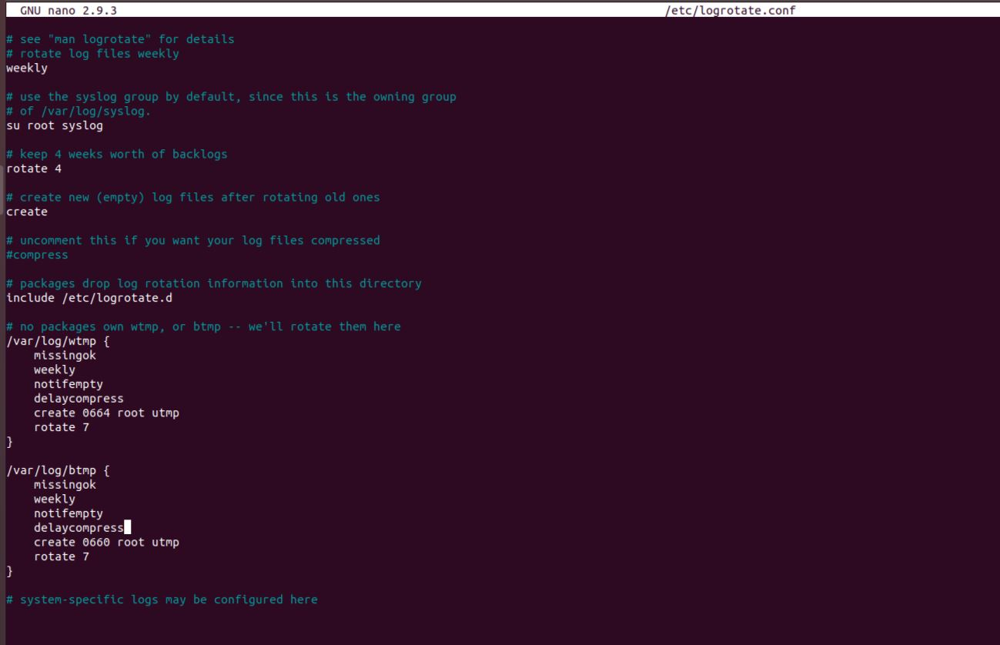 GNU nano 2.9.3 /etc/logrotate.conf
# see "man logrotate" for details
# rotate log files weekly
weekly
# use the syslog group by default, since this is the owning group
# of /var/log/syslog.
su root syslog
# keep 4 weeks worth of backlogs
rotate 4
# create new (empty) log files after rotating old ones
create
# uncomment this if you want your log files compressed
#compress
# packages drop log rotation information into this directory
include /etc/logrotate.d
# no packages own wtmp, or btmp -- we'll rotate them here
/var/log/wtmp {
    missingok
    weekly
    notifempty
    delaycompress
    create 0664 root utmp
    rotate 7
}
/var/log/btmp {
    missingok
    weekly
    notifempty
    delaycompress
    create 0660 root utmp
    rotate 7
}
# system-specific logs may be configured here